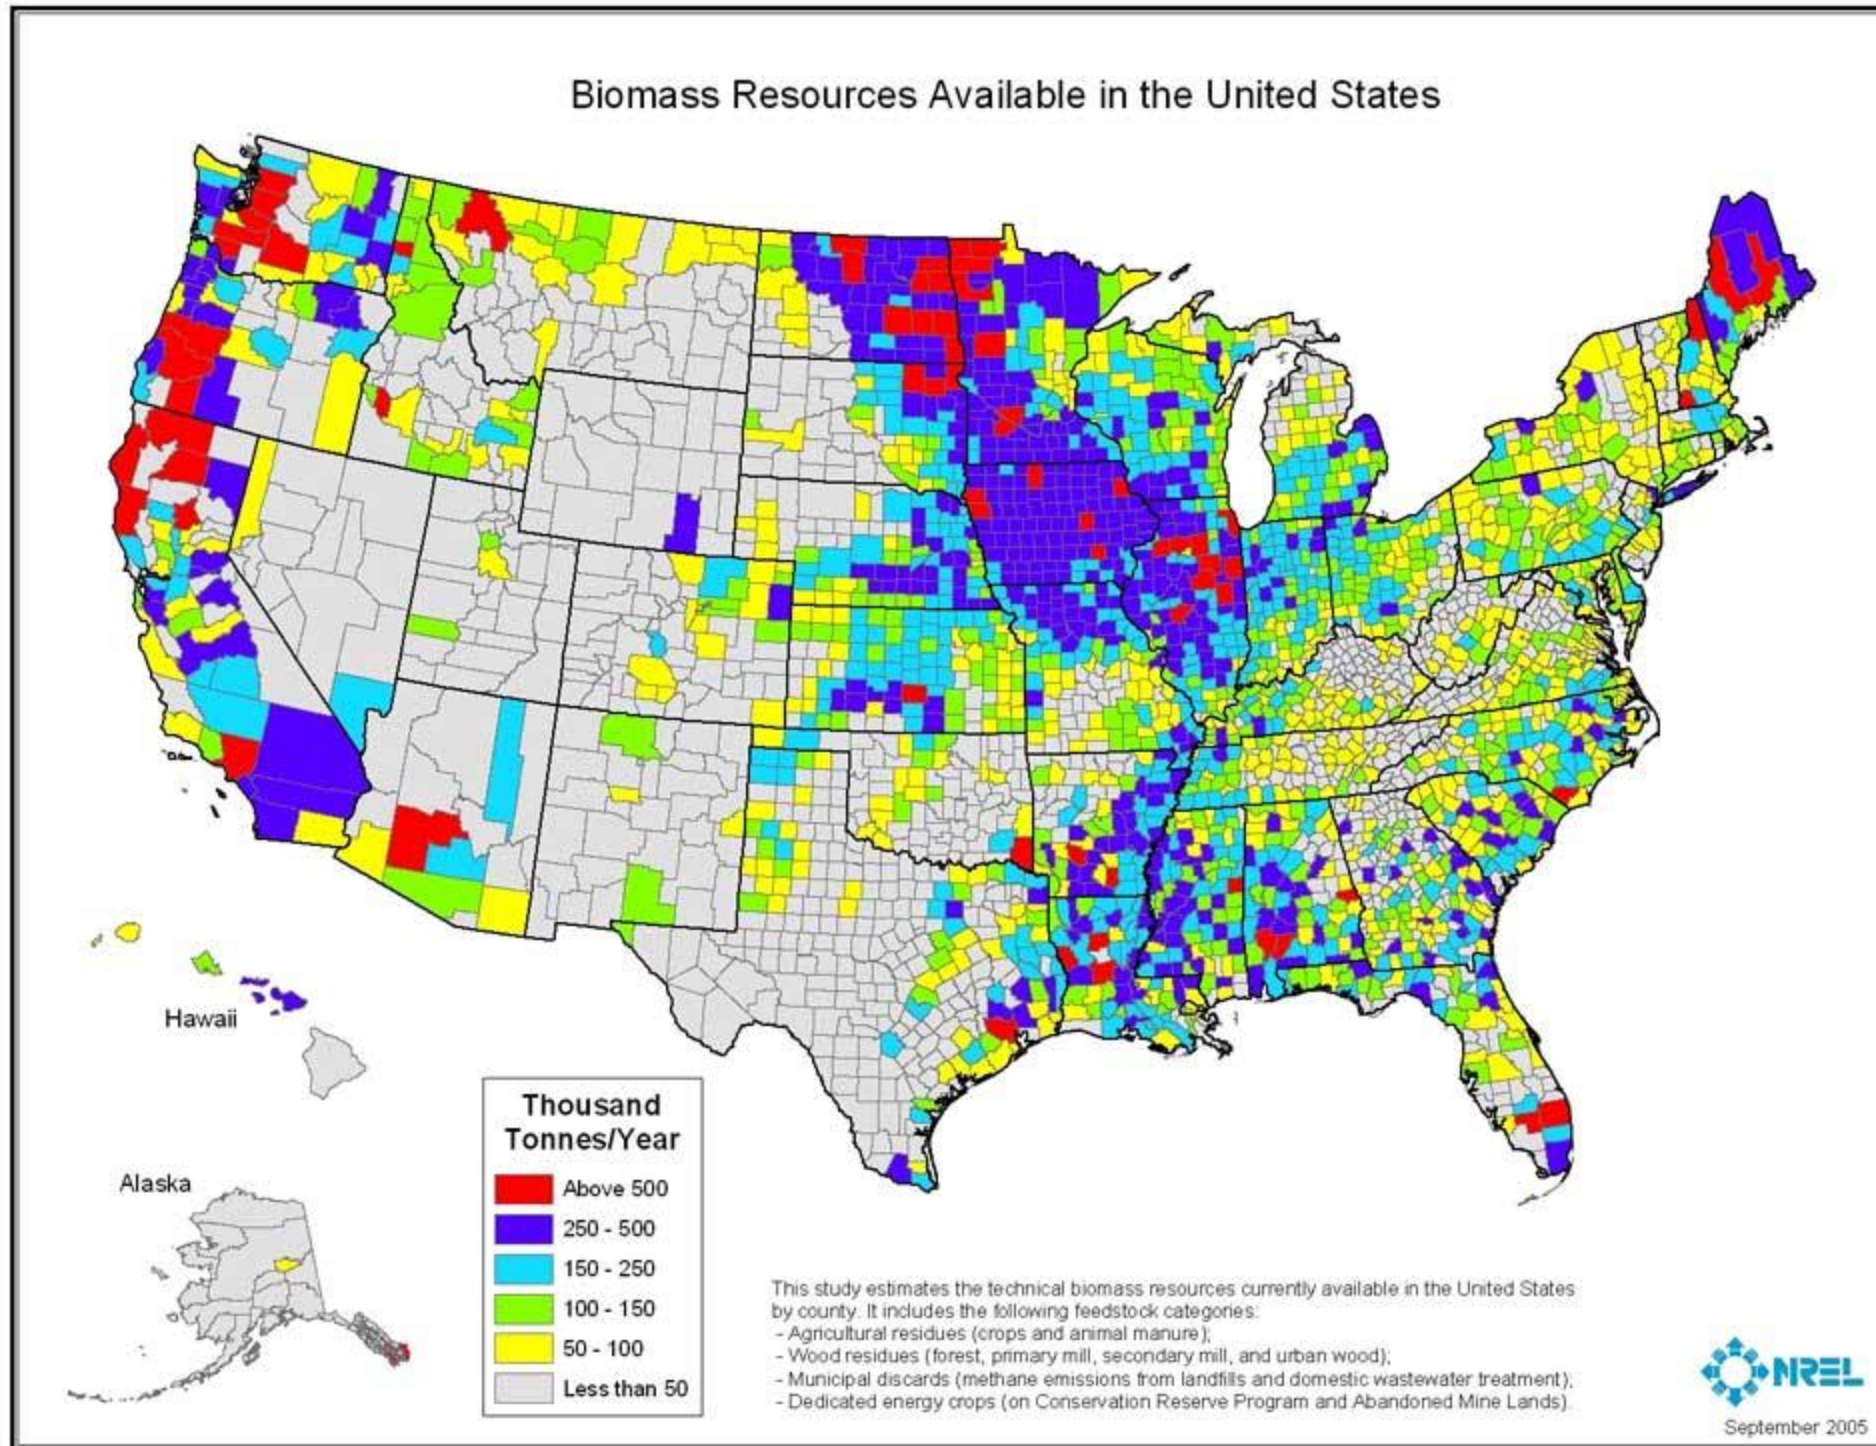 Biomass Resources Available in the United States
Hawaii
Alaska
Thousand
Tonnes/Year
Above 500
250 - 500
150 - 250
100 - 150
50 - 100
Less than 50
This study estimates the technical biomass resources currently available in the United States
by county. It includes the following feedstock categories:
- Agricultural residues (crops and animal manure);
- Wood residues (forest, primary mill, secondary mill, and urban wood);
- Municipal discards (methane emissions from landfills and domestic wastewater treatment);
- Dedicated energy crops (on Conservation Reserve Program and Abandoned Mine Lands).
NREL
September 2005